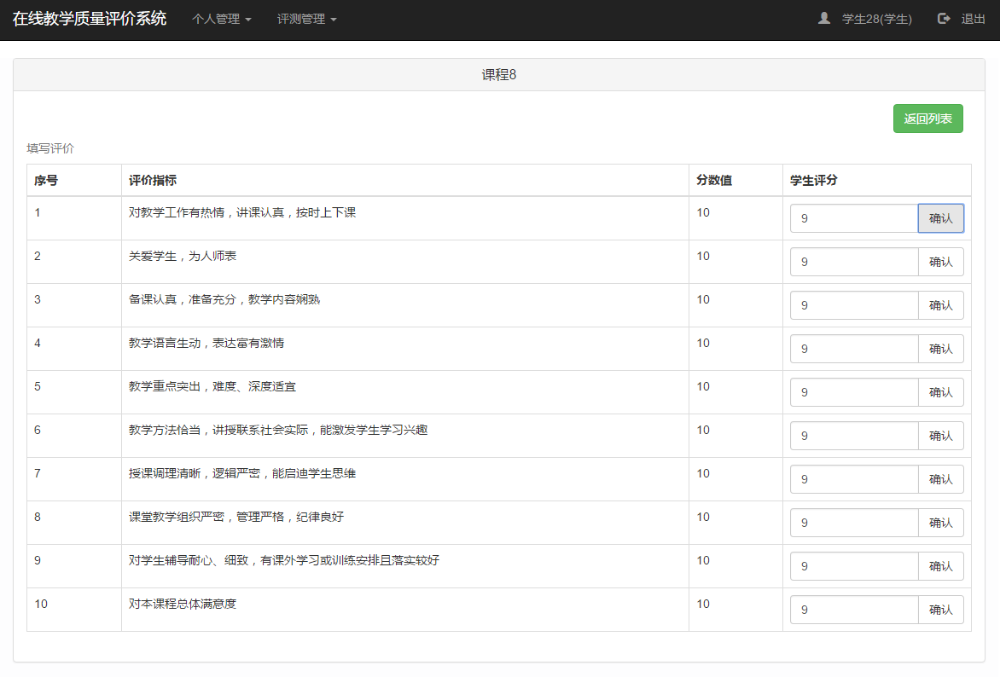 在线教学质量评价系统 个人管理 评测管理 学生28(学生) 退出
课程8
返回列表
填写评价
序号 评价指标 分数值 学生评分
1 对教学工作有热情，讲课认真，按时上下课 10 9 确认
2 关爱学生，为人师表 10 9 确认
3 备课认真，准备充分，教学内容娴熟 10 9 确认
4 教学语言生动，表达富有激情 10 9 确认
5 教学重点突出，难度、深度适宜 10 9 确认
6 教学方法恰当，讲授联系社会实际，能激发学生学习兴趣 10 9 确认
7 授课调理清晰，逻辑严密，能启迪学生思维 10 9 确认
8 课堂教学组织严密，管理严格，纪律良好 10 9 确认
9 对学生辅导耐心、细致，有课外学习或训练安排且落实较好 10 9 确认
10 对本课程总体满意度 10 9 确认